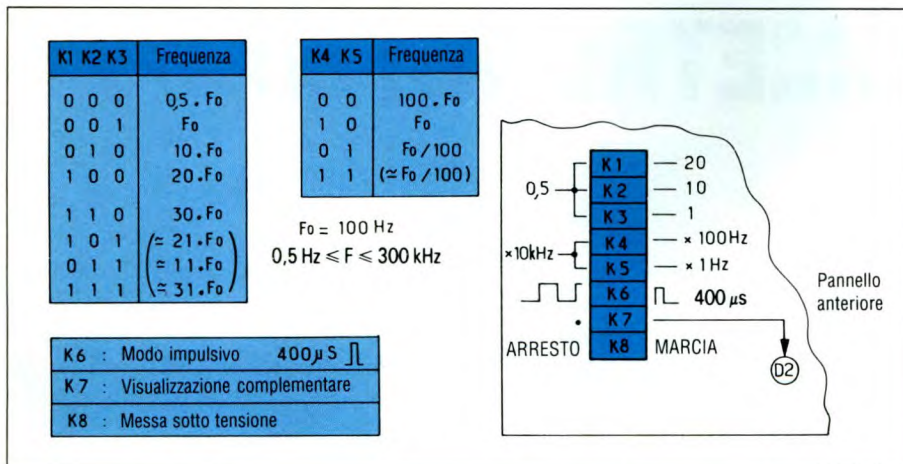 K1 K2 K3 Frequenza
0 0 0 0,5.Fo
0 0 1 Fo
0 1 0 10.Fo
1 0 0 20.Fo
1 1 0 30.Fo
1 0 1 (≃ 21.Fo)
0 1 1 (≃ 11.Fo)
1 1 1 (≃ 31.Fo)
K4 K5 Frequenza
0 0 100.Fo
1 0 Fo
0 1 Fo/100
1 1 (≃Fo/100)
Fo = 100 Hz
0,5 Hz ⩽ F ⩽ 300 kHz
K6 : Modo impulsivo 400µS
K7 : Visualizzazione complementare
K8 : Messa sotto tensione
K1 20
0,5 K2 10
K3 1
K4 × 100Hz
×10kHz
K5 × 1Hz
K6 400 µs
K7
ARRESTO K8 MARCIA
D2
Pannello
anteriore